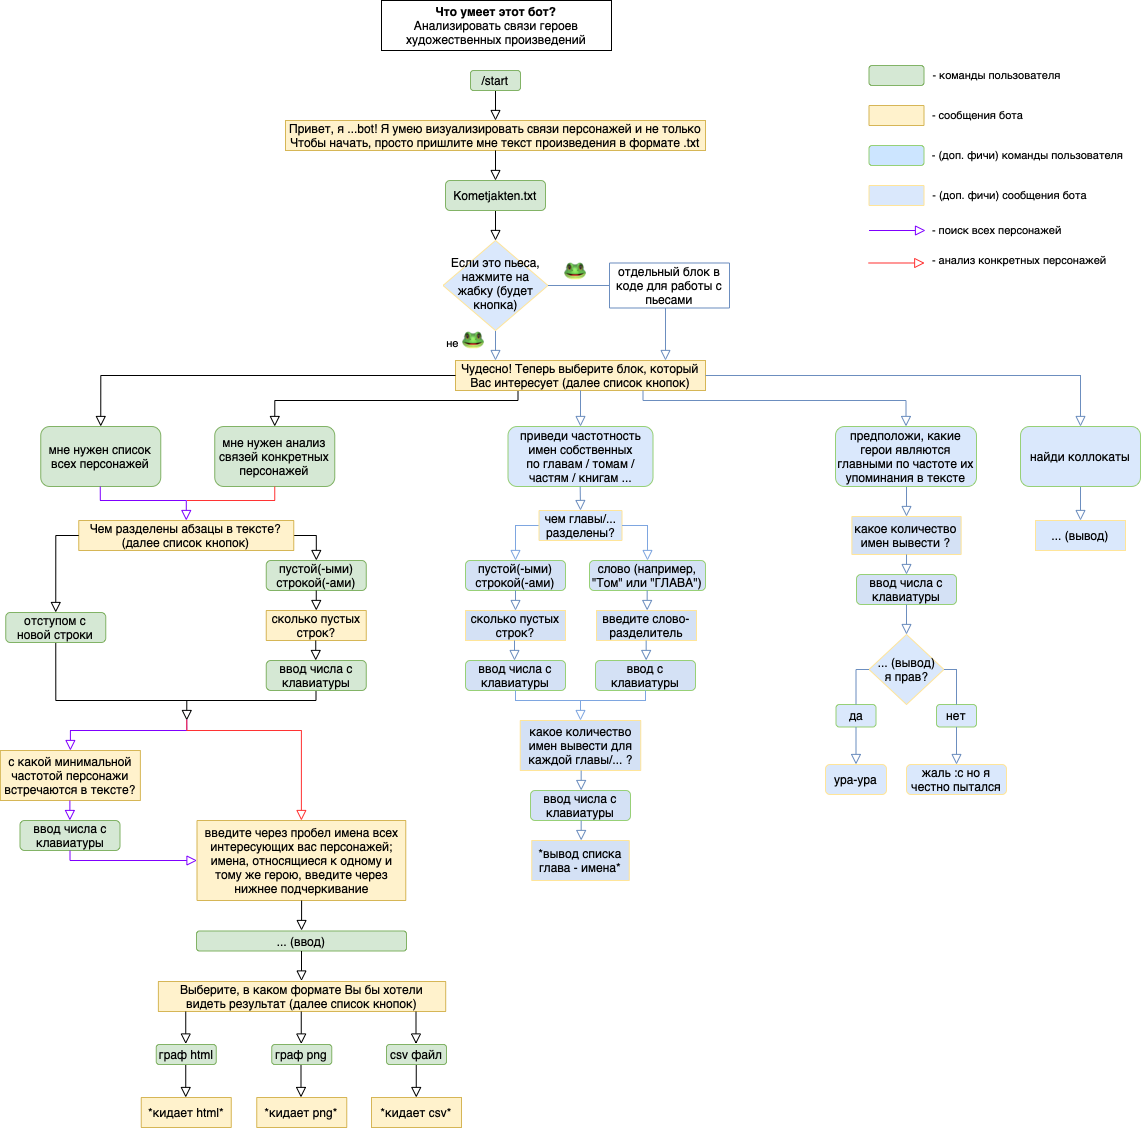 Что умеет этот бот?
Анализировать связи героев
художественных произведений
/start
Привет, я ...bot! Я умею визуализировать связи персонажей и не только
Чтобы начать, просто пришлите мне текст произведения в формате .txt
Kometjakten.txt
Если это пьеса,
нажмите на
жабку (будет
кнопка)
отдельный блок в
коде для работы с
пьесами
не
- команды пользователя
- сообщения бота
- (доп. фичи) команды пользователя
- (доп. фичи) сообщения бота
- поиск всех персонажей
- анализ конкретных персонажей
Чудесно! Теперь выберите блок, который
Вас интересует (далее список кнопок)
мне нужен список
всех персонажей
мне нужен анализ
связей конкретных
персонажей
приведи частотность
имен собственных
по главам / томам /
частям / книгам ...
предположи, какие
герои являются
главными по частоте их
упоминания в тексте
найди коллокаты
Чем разделены абзацы в тексте?
(далее список кнопок)
отступом с
новой строки
пустой(-ыми)
строкой(-ами)
сколько пустых
строк?
ввод числа с
клавиатуры
с какой минимальной
частотой персонажи
встречаются в тексте?
ввод числа с
клавиатуры
введите через пробел имена всех
интересующих вас персонажей;
имена, относящиеся к одному и
тому же герою, введите через
нижнее подчеркивание
... (ввод)
Выберите, в каком формате Вы бы хотели
видеть результат (далее список кнопок)
граф html
граф png
csv файл
*кидает html*
*кидает png*
*кидает csv*
чем главы/...
разделены?
пустой(-ыми)
строкой(-ами)
слово (например,
"Том" или "ГЛАВА")
сколько пустых
строк?
введите слово-
разделитель
ввод числа с
клавиатуры
ввод с
клавиатуры
какое количество
имен вывести для
каждой главы/... ?
ввод числа с
клавиатуры
*вывод списка
глава - имена*
какое количество
имен вывести ?
ввод числа с
клавиатуры
... (вывод)
я прав?
да
нет
ура-ура
жаль :с но я
честно пытался
... (вывод)